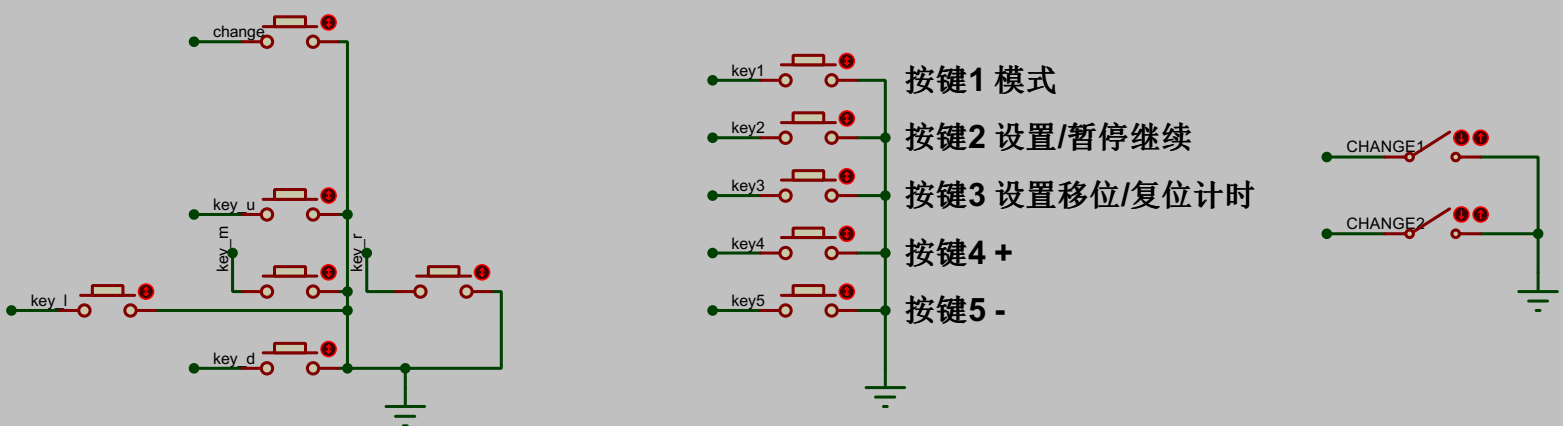 change
key_u
key_m
key_r
key_l
key_d
key1
按键1 模式
key2
按键2 设置/暂停继续
key3
按键3 设置移位/复位计时
key4
按键4 +
key5
按键5 -
CHANGE1
CHANGE2